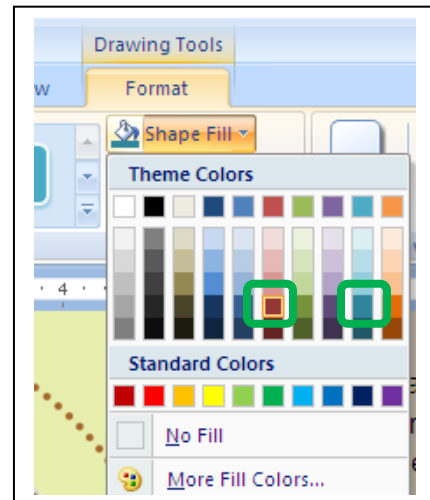 Drawing Tools
w Format
Shape Fill
Theme Colors
4
Standard Colors
No Fill
More Fill Colors...